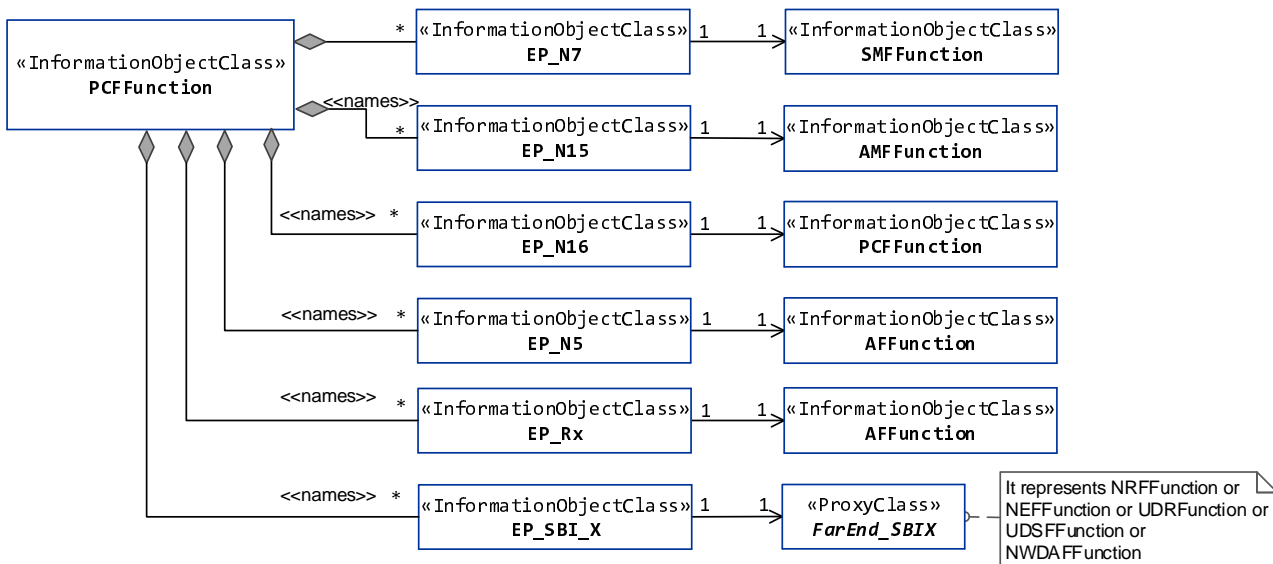 «InformationObjectClass»
PCFFunction
*
«InformationObjectClass»
EP_N7
1
1
«InformationObjectClass»
SMFFunction
<<names>>
*
«InformationObjectClass»
EP_N15
1
1
«InformationObjectClass»
AMFFunction
<<names>>
*
«InformationObjectClass»
EP_N16
1
1
«InformationObjectClass»
PCFFunction
<<names>>
*
«InformationObjectClass»
EP_N5
1
1
«InformationObjectClass»
AFFunction
<<names>>
*
«InformationObjectClass»
EP_Rx
1
1
«InformationObjectClass»
AFFunction
<<names>>
*
«InformationObjectClass»
EP_SBI_X
1
1
«ProxyClass»
FarEnd_SBIX
It represents NRFFunction or
NEFFunction or UDRFunction or
UDSFFunction or
NWDAFFunction